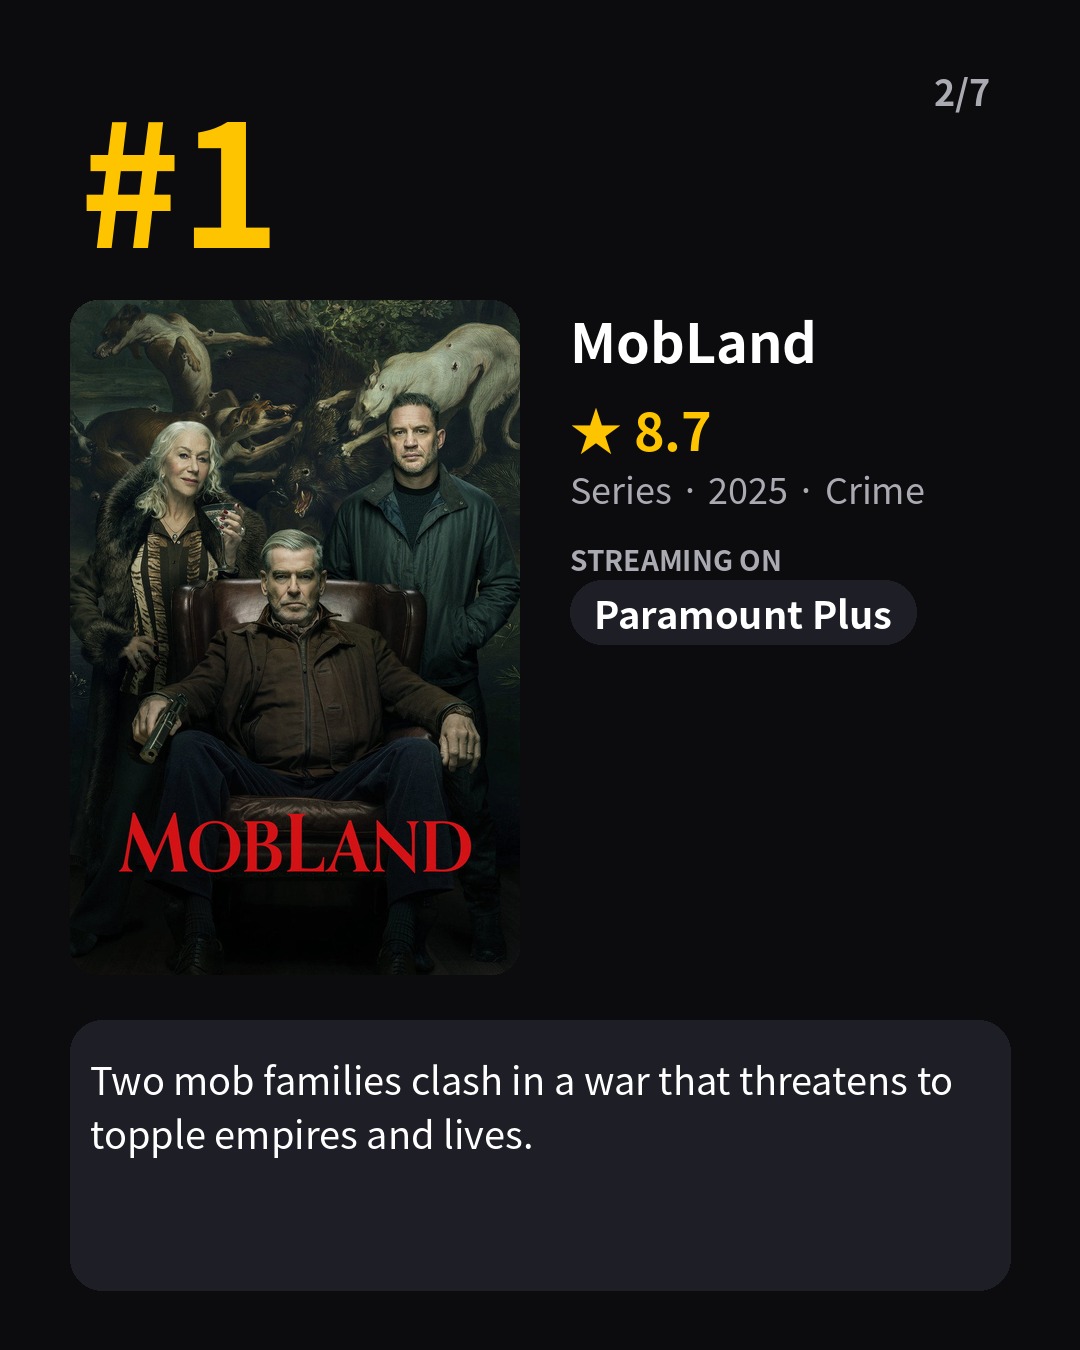 2/7
#1
MobLand
★ 8.7
Series · 2025 · Crime
STREAMING ON
Paramount Plus
MOBLAND
Two mob families clash in a war that threatens to
topple empires and lives.